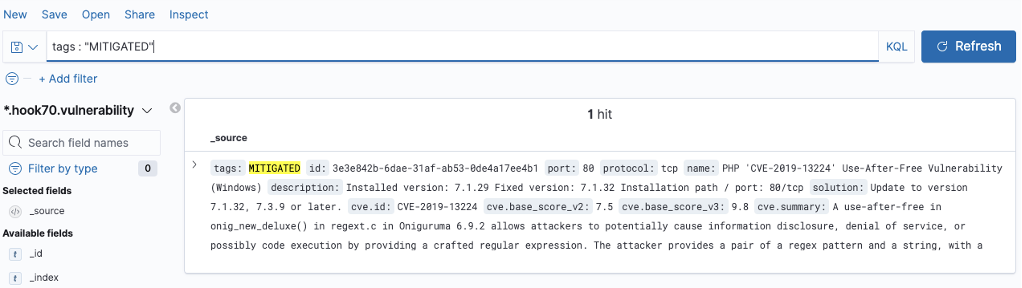 New Save Open Share Inspect
tags : "MITIGATED"
KQL
Refresh
+ Add filter
*.hook70.vulnerability
Search field names
Filter by type 0
Selected fields
_source
Available fields
t _id
t _index
1 hit
_source
tags: MITIGATED id: 3e3e842b-6dae-31af-ab53-0de4a17ee4b1 port: 80 protocol: tcp name: PHP 'CVE-2019-13224' Use-After-Free Vulnerability
(Windows) description: Installed version: 7.1.29 Fixed version: 7.1.32 Installation path / port: 80/tcp solution: Update to version
7.1.32, 7.3.9 or later. cve.id: CVE-2019-13224 cve.base_score_v2: 7.5 cve.base_score_v3: 9.8 cve.summary: A use-after-free in
onig_new_deluxe() in regext.c in Oniguruma 6.9.2 allows attackers to potentially cause information disclosure, denial of service, or
possibly code execution by providing a crafted regular expression. The attacker provides a pair of a regex pattern and a string, with a